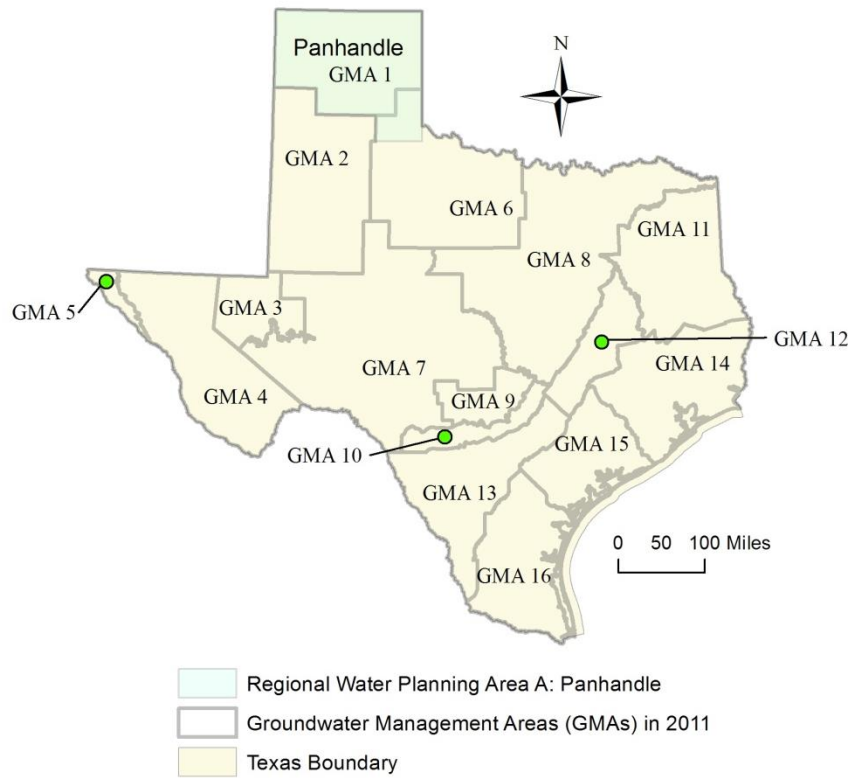 Panhandle
GMA 1
N
GMA 2
GMA 6
GMA 11
GMA 8
GMA 5
GMA 3
GMA 12
GMA 7
GMA 14
GMA 4
GMA 9
GMA 10
GMA 15
GMA 13
GMA 16
0 50 100 Miles
Regional Water Planning Area A: Panhandle
Groundwater Management Areas (GMAs) in 2011
Texas Boundary